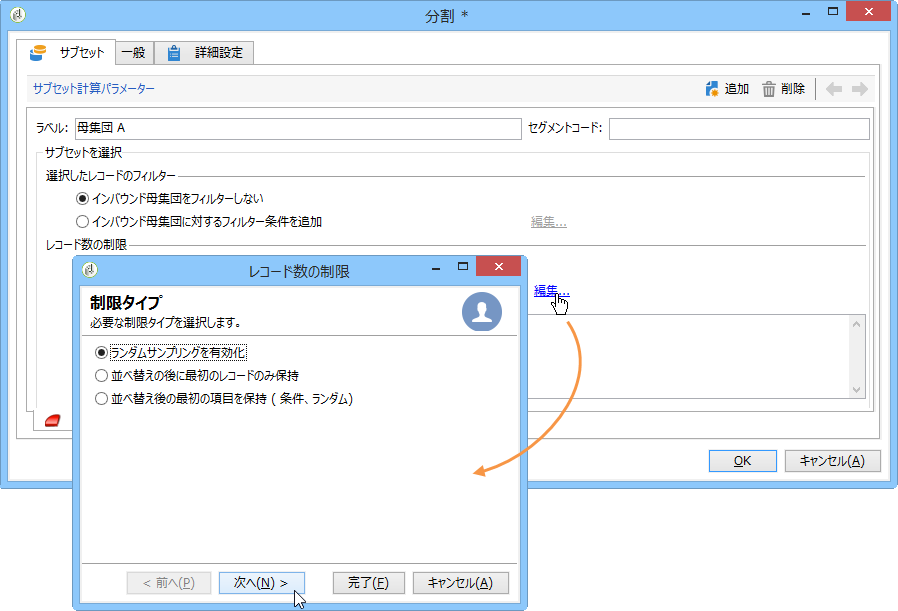 分割 *
サブセット 一般 詳細設定
サブセット計算パラメーター 追加 削除
ラベル: 母集団 A セグメントコード:
サブセットを選択
選択したレコードのフィルター
インバウンド母集団をフィルターしない
インバウンド母集団に対するフィルター条件を追加 編集...
レコード数の制限
編集...
OK キャンセル(A)
レコード数の制限
制限タイプ
必要な制限タイプを選択します。
ランダムサンプリングを有効化
並べ替えの後に最初のレコードのみ保持
並べ替え後の最初の項目を保持 ( 条件、ランダム)
< 前へ(P) 次へ(N) > 完了(F) キャンセル(A)